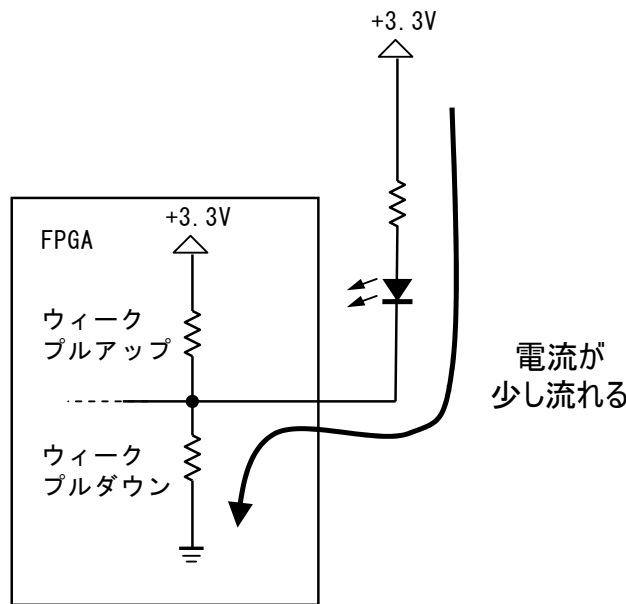 +3.3V
+3.3V
FPGA
ウィーク
プルアップ
電流が
少し流れる
ウィーク
プルダウン